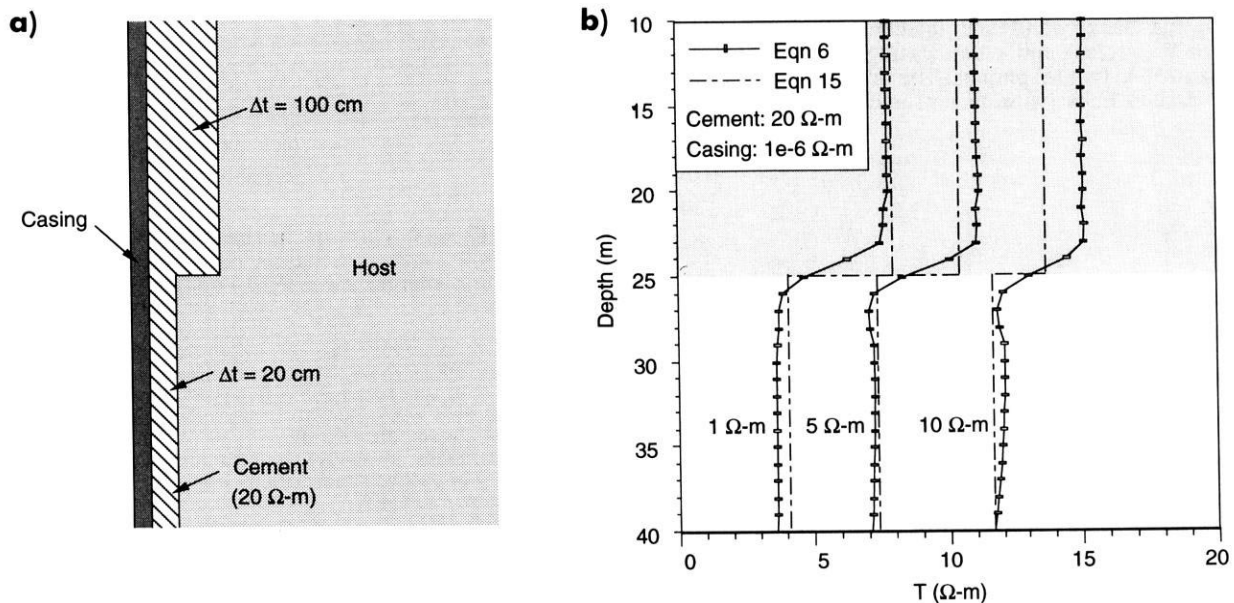 a)
Δt = 100 cm
Casing
Host
Δt = 20 cm
Cement
(20 Ω-m)
b)
Eqn 6
Eqn 15
Cement: 20 Ω-m
Casing: 1e-6 Ω-m
10
15
20
25
30
35
40
Depth (m)
1 Ω-m
5 Ω-m
10 Ω-m
0
5
10
15
20
T (Ω-m)